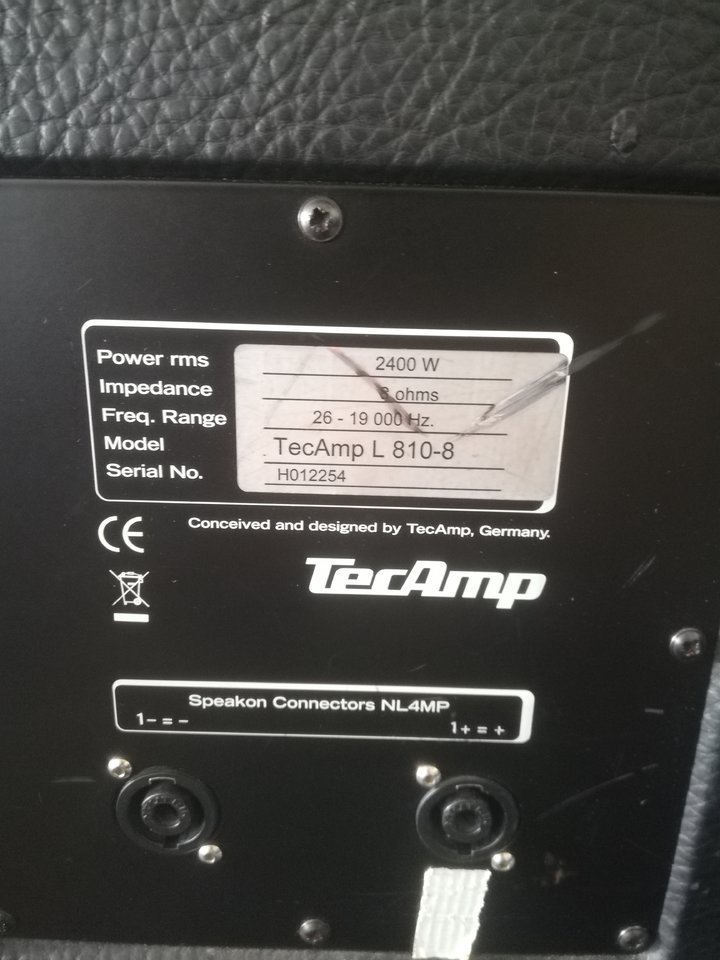 Power rms 2400 W
Impedance ohms
Freq. Range 26 - 19 000 Hz.
Model TecAmp L 810-8
Serial No. H012254
CE
Conceived and designed by TecAmp, Germany.
TecAmp
Speakon Connectors NL4MP
1- = - 1+ = +